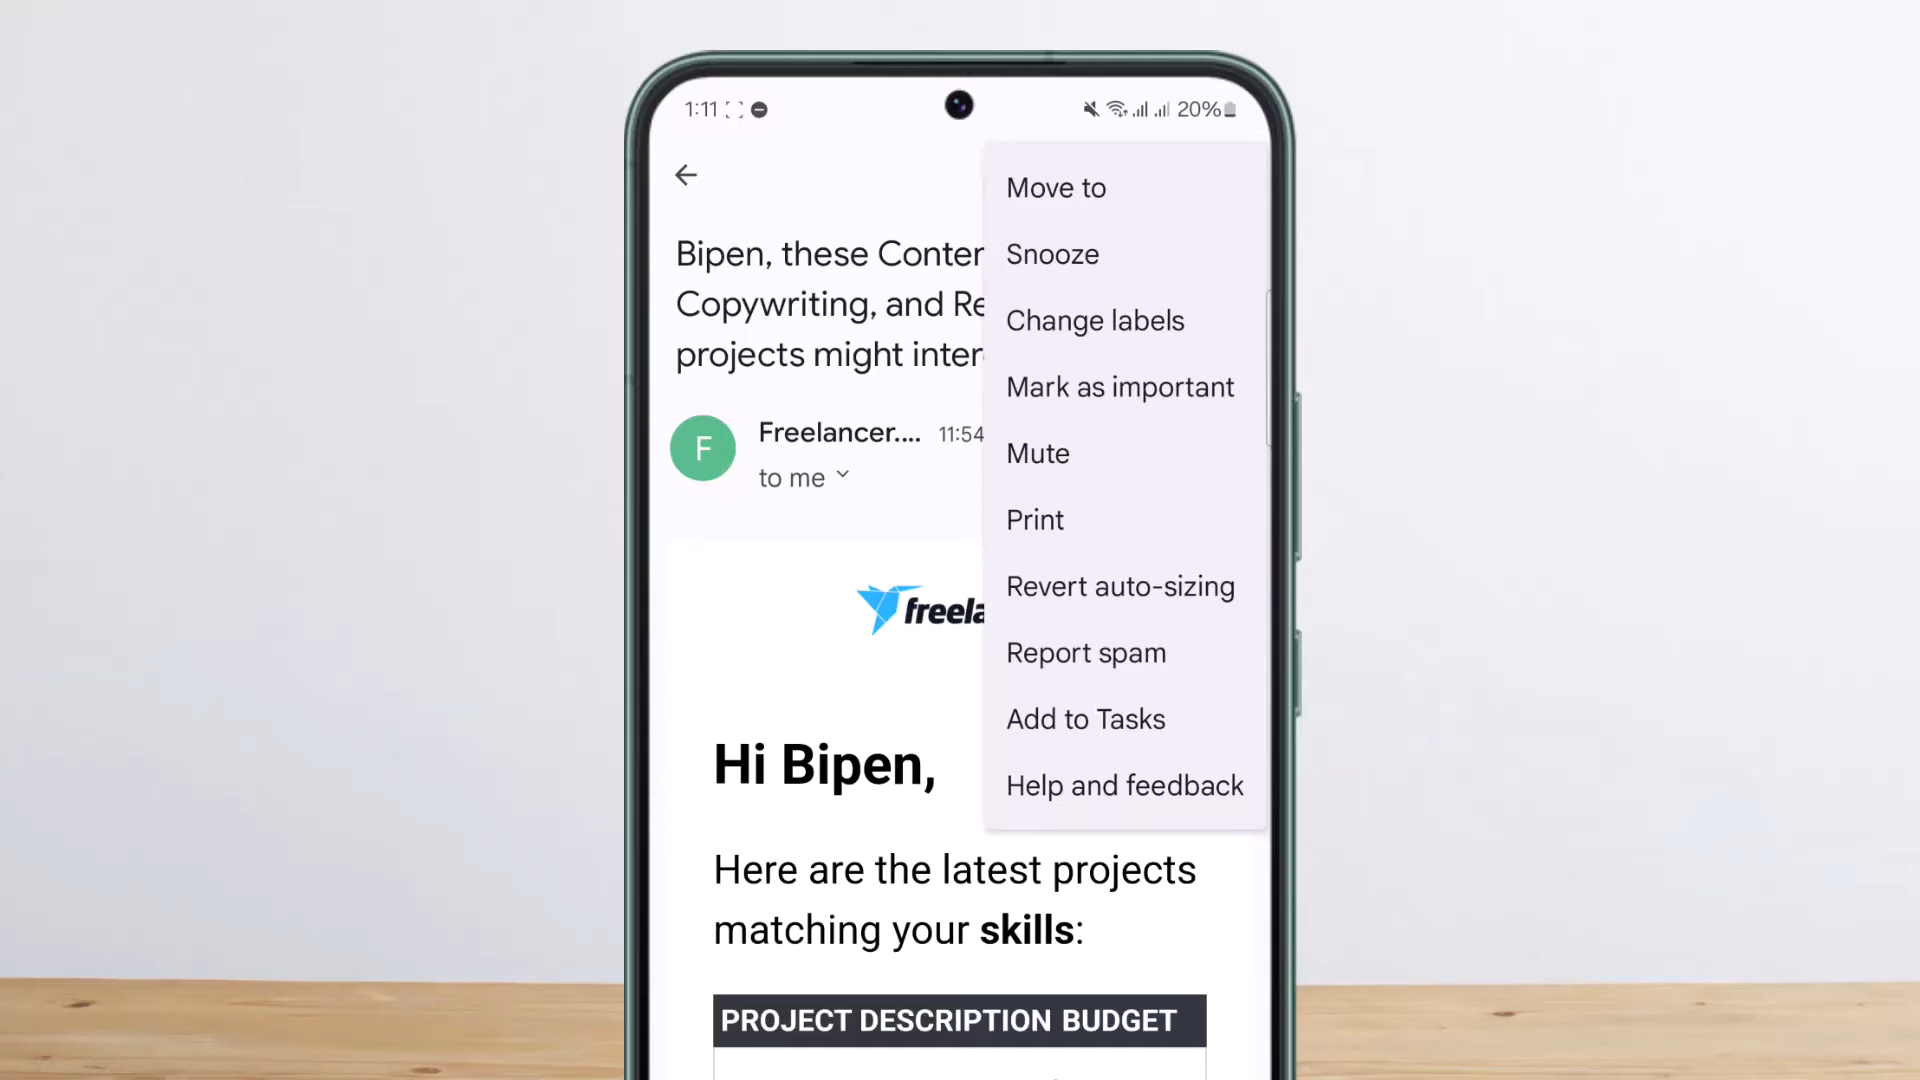 1:11
20%
Bipen, these Conten
Copywriting, and Re
projects might inter
F
Freelancer....
11:54
to me
freela
Hi Bipen,
Here are the latest projects
matching your skills:
PROJECT DESCRIPTION BUDGET
Move to
Snooze
Change labels
Mark as important
Mute
Print
Revert auto-sizing
Report spam
Add to Tasks
Help and feedback